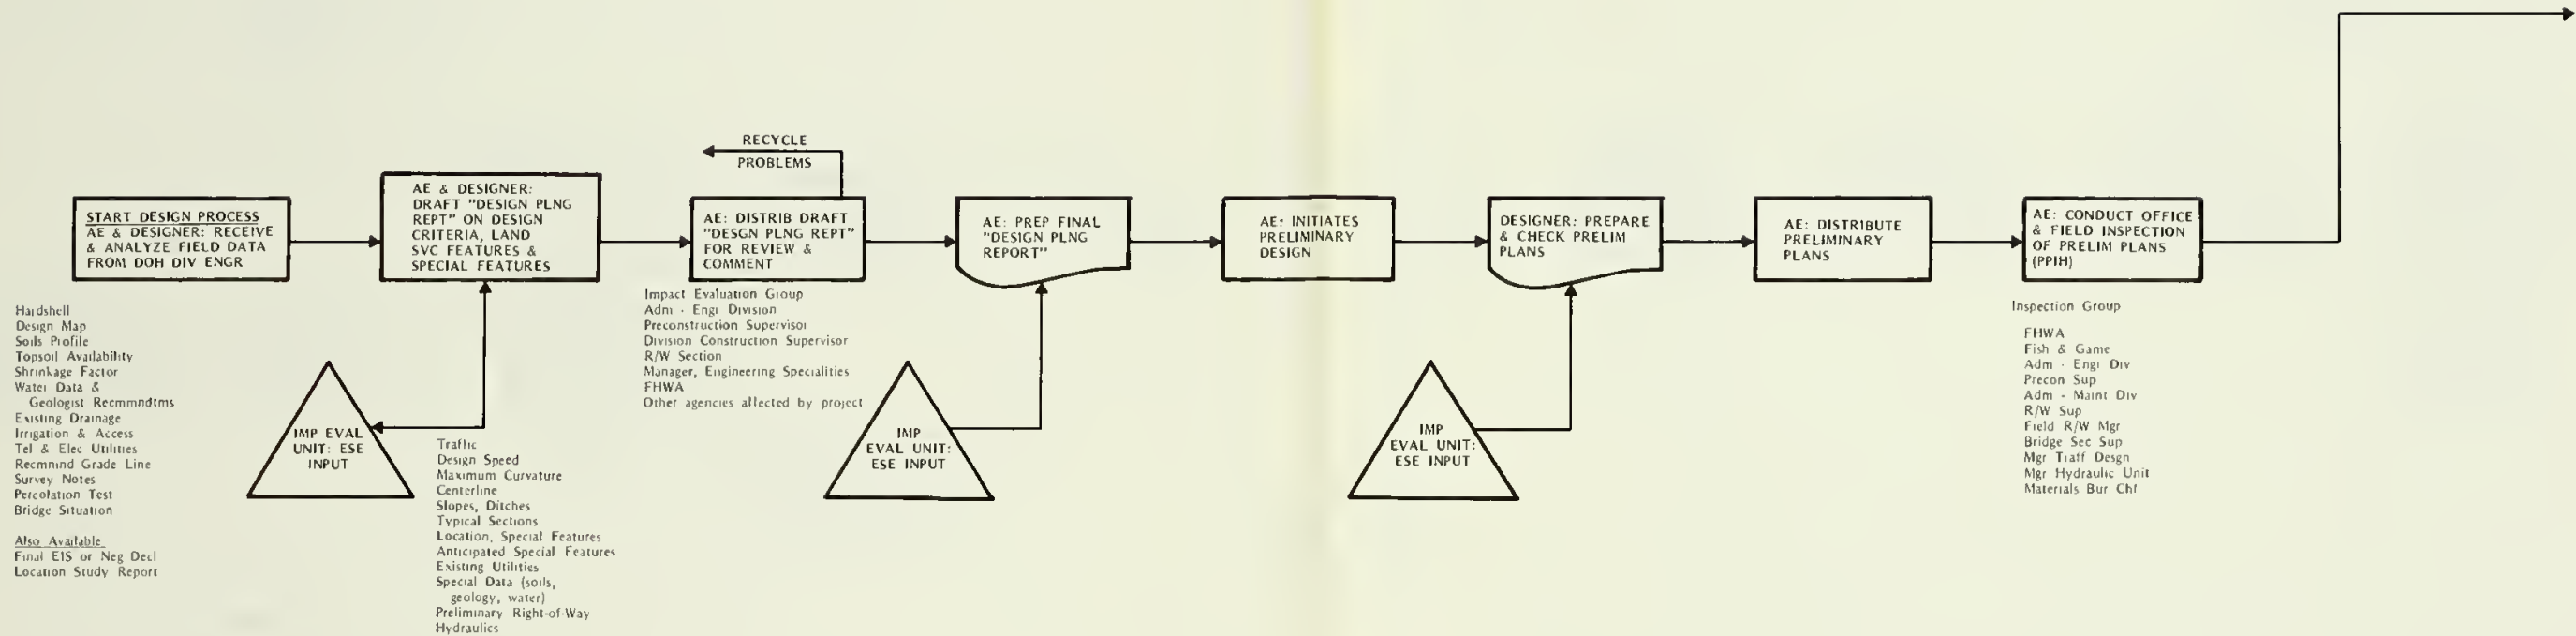 RECYCLE
PROBLEMS
START DESIGN PROCESS
AE & DESIGNER: RECEIVE
& ANALYZE FIELD DATA
FROM DOH DIV ENGR
AE & DESIGNER:
DRAFT "DESIGN PLNG
REPT" ON DESIGN
CRITERIA, LAND
SVC FEATURES &
SPECIAL FEATURES
AE: DISTRIB DRAFT
"DESGN PLNG REPT"
FOR REVIEW &
COMMENT
AE: PREP FINAL
"DESIGN PLNG
REPORT"
AE: INITIATES
PRELIMINARY
DESIGN
DESIGNER: PREPARE
& CHECK PRELIM
PLANS
AE: DISTRIBUTE
PRELIMINARY
PLANS
AE: CONDUCT OFFICE
& FIELD INSPECTION
OF PRELIM PLANS
(PPIH)
Hardshell
Design Map
Soils Profile
Topsoil Availability
Shrinkage Factor
Water Data &
Geologist Recmmndtms
Existing Drainage
Irrigation & Access
Tel & Elec Utilities
Recmnind Grade Line
Survey Notes
Percolation Test
Bridge Situation
Also Available
Final EIS or Neg Decl
Location Study Report
IMP EVAL
UNIT: ESE
INPUT
Traffic
Design Speed
Maximum Curvature
Centerline
Slopes, Ditches
Typical Sections
Location, Special Features
Anticipated Special Features
Existing Utilities
Special Data (soils,
geology, water)
Preliminary Right-of-Way
Hydraulics
Impact Evaluation Group
Adm - Engi Division
Preconstruction Supervisor
Division Construction Supervisor
R/W Section
Manager, Engineering Specialities
FHWA
Other agencies affected by project
IMP
EVAL UNIT:
ESE INPUT
IMP
EVAL UNIT:
ESE INPUT
Inspection Group
FHWA
Fish & Game
Adm - Engi Div
Precon Sup
Adm - Maint Div
R/W Sup
Field R/W Mgr
Bridge Sec Sup
Mgr Traff Desgn
Mgr Hydraulic Unit
Materials Bur Chf